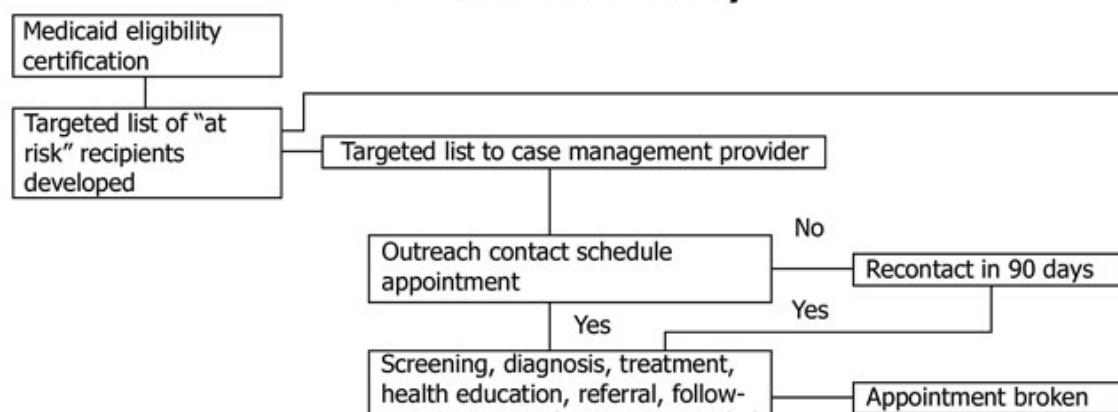 Medicaid eligibility
certification
Targeted list of “at
risk” recipients
developed
Targeted list to case management provider
Outreach contact schedule
appointment
No
Recontact in 90 days
Yes
Yes
Screening, diagnosis, treatment,
health education, referral, follow-
Appointment broken